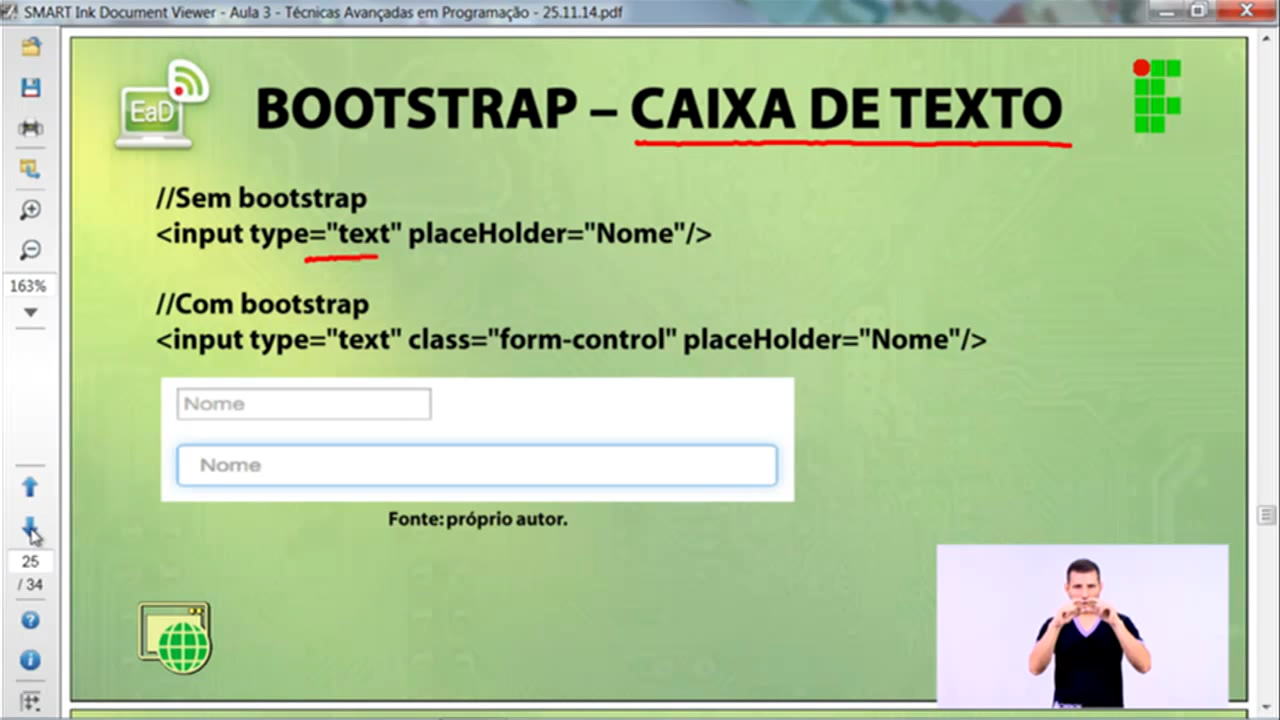 SMART Ink Document Viewer - Aula 3 - Técnicas Avançadas em Programação - 25.11.14.pdf
EaD
BOOTSTRAP – CAIXA DE TEXTO
//Sem bootstrap
<input type="text" placeHolder="Nome"/>
163%
//Com bootstrap
<input type="text" class="form-control" placeHolder="Nome"/>
Nome
Nome
Fonte: próprio autor.
25
/ 34